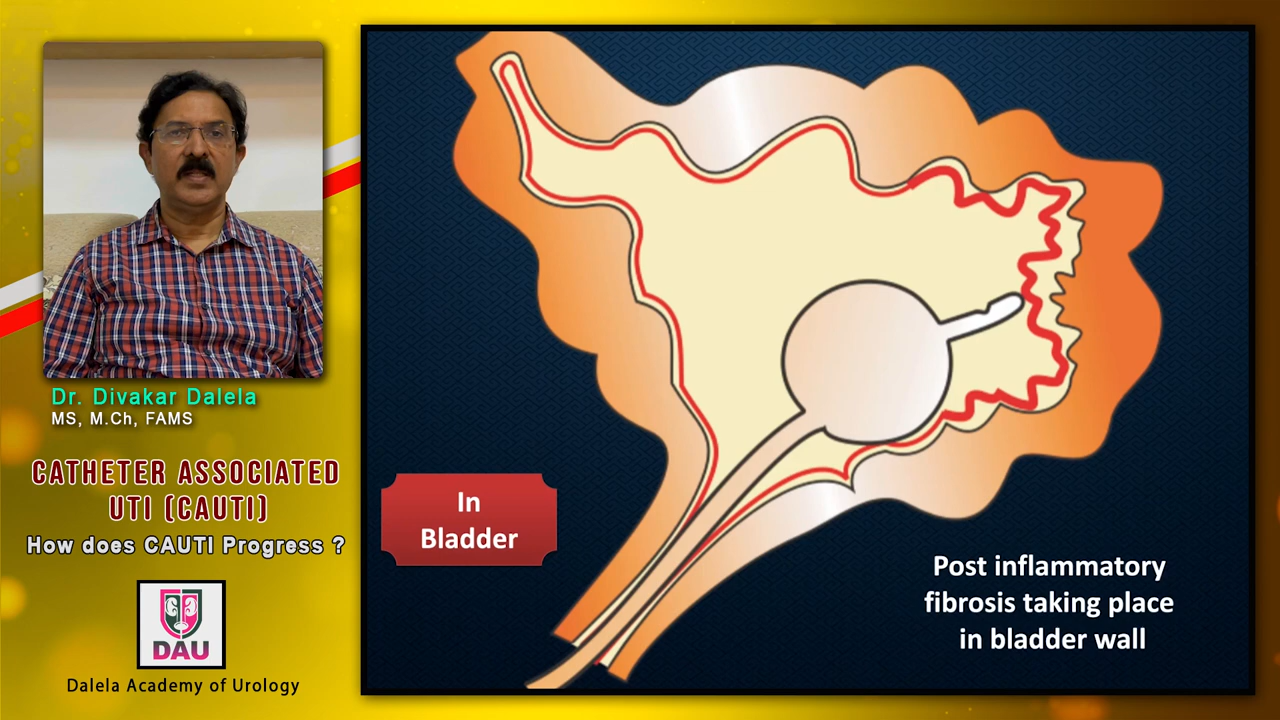 Dr. Divakar Dalela
MS, M.Ch, FAMS
CATHETER ASSOCIATED
UTI (CAUTI)
How does CAUTI Progress ?
DAU
Dalela Academy of Urology
In
Bladder
Post inflammatory
fibrosis taking place
in bladder wall